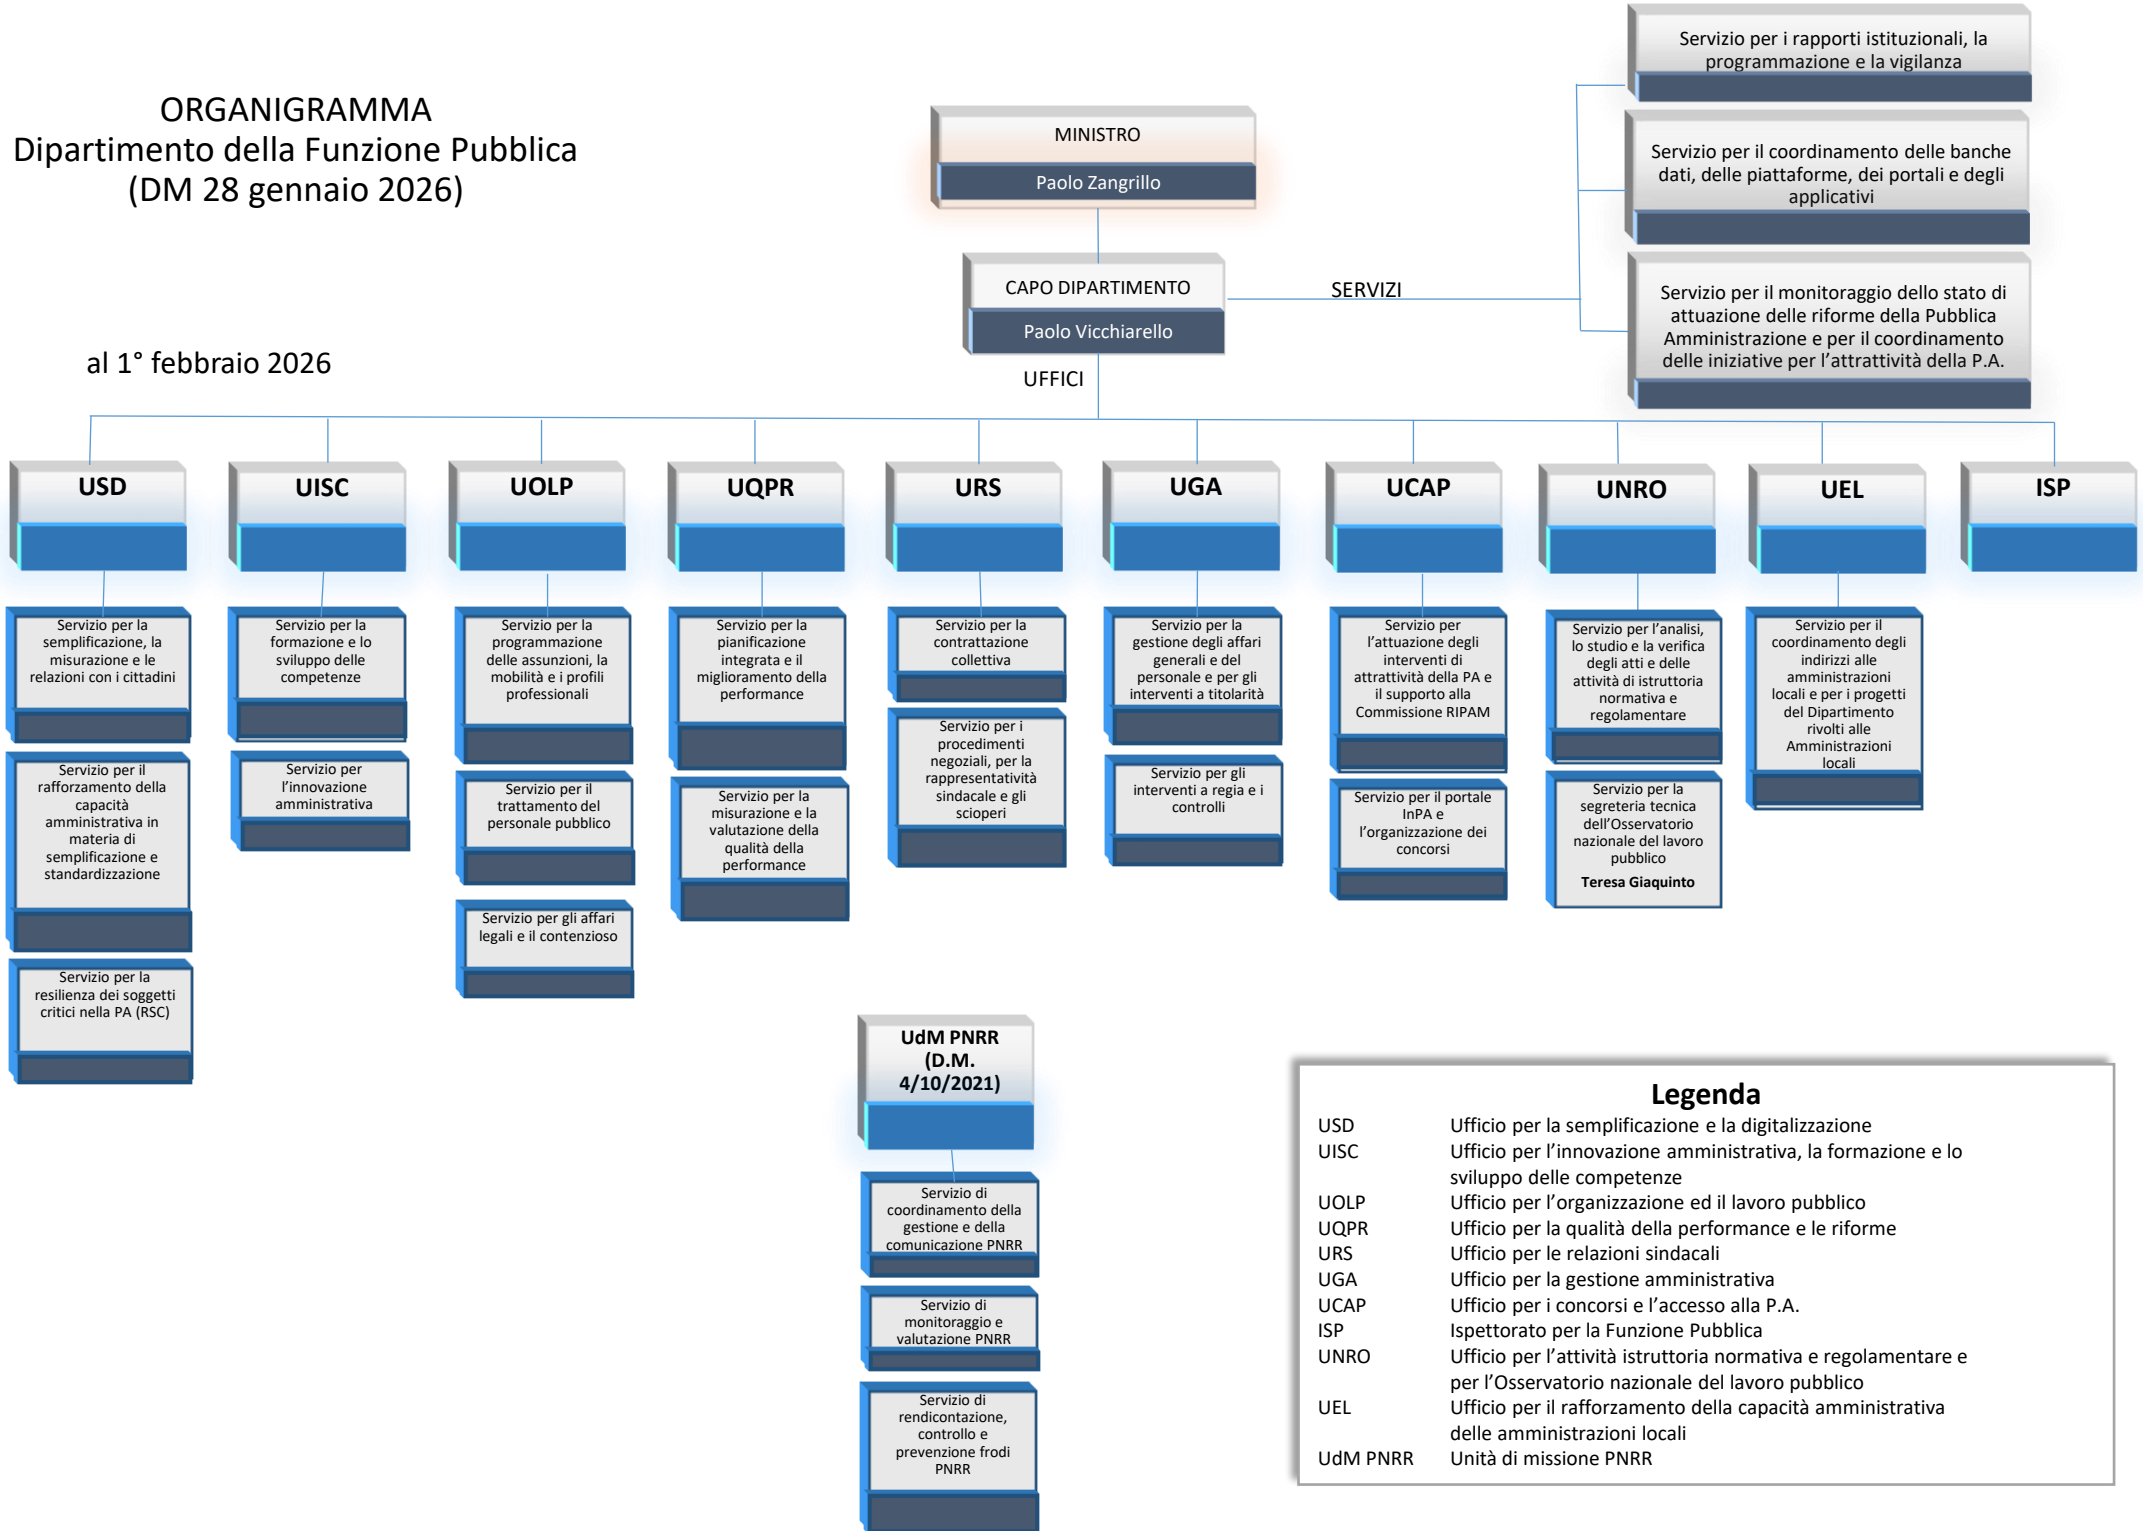 ORGANIGRAMMA
Dipartimento della Funzione Pubblica
(DM 28 gennaio 2026)
al 1° febbraio 2026
MINISTRO
Paolo Zangrillo
CAPO DIPARTIMENTO
Paolo Vicchiarello
SERVIZI
UFFICI
Servizio per i rapporti istituzionali, la
programmazione e la vigilanza
Servizio per il coordinamento delle banche
dati, delle piattaforme, dei portali e degli
applicativi
Servizio per il monitoraggio dello stato di
attuazione delle riforme della Pubblica
Amministrazione e per il coordinamento
delle iniziative per l’attrattività della P.A.
USD
Servizio per la
semplificazione, la
misurazione e le
relazioni con i cittadini
Servizio per il
rafforzamento della
capacità
amministrativa in
materia di
semplificazione e
standardizzazione
Servizio per la
resilienza dei soggetti
critici nella PA (RSC)
UISC
Servizio per la
formazione e lo
sviluppo delle
competenze
Servizio per
l’innovazione
amministrativa
UOLP
Servizio per la
programmazione
delle assunzioni, la
mobilità e i profili
professionali
Servizio per il
trattamento del
personale pubblico
Servizio per gli affari
legali e il contenzioso
UQPR
Servizio per la
pianificazione
integrata e il
miglioramento della
performance
Servizio per la
misurazione e la
valutazione della
qualità della
performance
URS
Servizio per la
contrattazione
collettiva
Servizio per i
procedimenti
negoziali, per la
rappresentatività
sindacale e gli
scioperi
UGA
Servizio per la
gestione degli affari
generali e del
personale e per gli
interventi a titolarità
Servizio per gli
interventi a regia e i
controlli
UCAP
Servizio per
l’attuazione degli
interventi di
attrattività della PA e
il supporto alla
Commissione RIPAM
Servizio per il portale
InPA e
l’organizzazione dei
concorsi
UNRO
Servizio per l’analisi,
lo studio e la verifica
degli atti e delle
attività di istruttoria
normativa e
regolamentare
Servizio per la
segreteria tecnica
dell’Osservatorio
nazionale del lavoro
pubblico
Teresa Giaquinto
UEL
Servizio per il
coordinamento degli
indirizzi alle
amministrazioni
locali e per i progetti
del Dipartimento
rivolti alle
Amministrazioni
locali
ISP
UdM PNRR
(D.M.
4/10/2021)
Servizio di
coordinamento della
gestione e della
comunicazione PNRR
Servizio di
monitoraggio e
valutazione PNRR
Servizio di
rendicontazione,
controllo e
prevenzione frodi
PNRR
Legenda
USD Ufficio per la semplificazione e la digitalizzazione
UISC Ufficio per l’innovazione amministrativa, la formazione e lo
sviluppo delle competenze
UOLP Ufficio per l’organizzazione ed il lavoro pubblico
UQPR Ufficio per la qualità della performance e le riforme
URS Ufficio per le relazioni sindacali
UGA Ufficio per la gestione amministrativa
UCAP Ufficio per i concorsi e l’accesso alla P.A.
ISP Ispettorato per la Funzione Pubblica
UNRO Ufficio per l’attività istruttoria normativa e regolamentare e
per l’Osservatorio nazionale del lavoro pubblico
UEL Ufficio per il rafforzamento della capacità amministrativa
delle amministrazioni locali
UdM PNRR Unità di missione PNRR